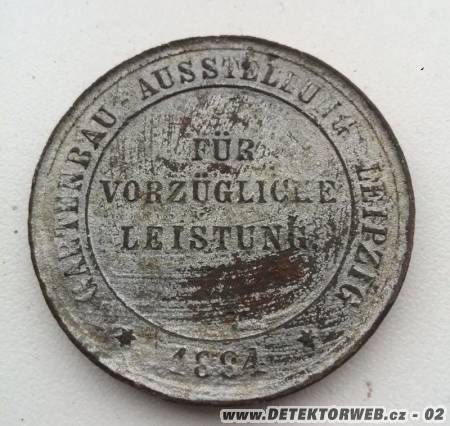 GARTENBAU-AUSSTELLUNG LEIPZIG
FÜR
VORZÜGLICHE
LEISTUNG.
★ 1884 ★
www.DETEKTORWEB.cz - 02